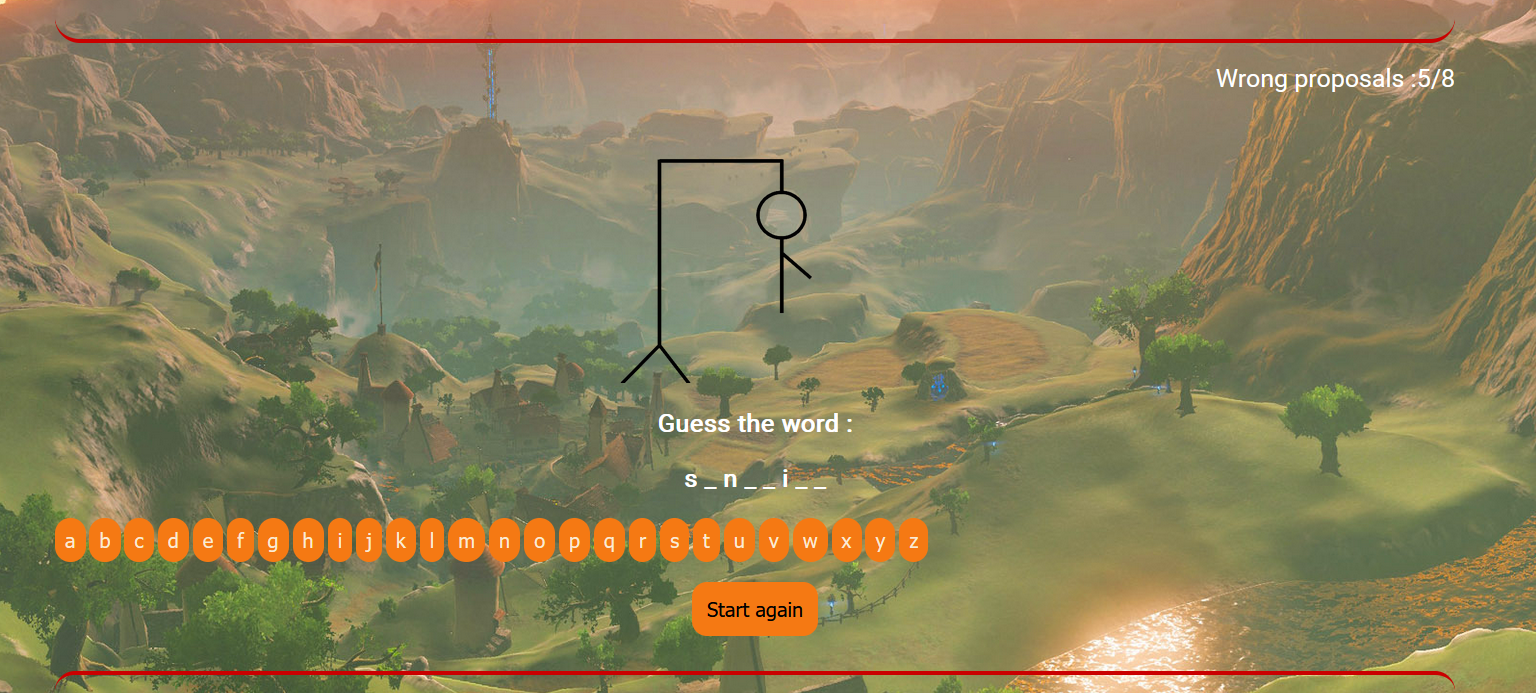 Wrong proposals :5/8
Guess the word :
s _ n _ _ i _ _
a b c d e f g h i j k l m n o p q r s t u v w x y z
Start again